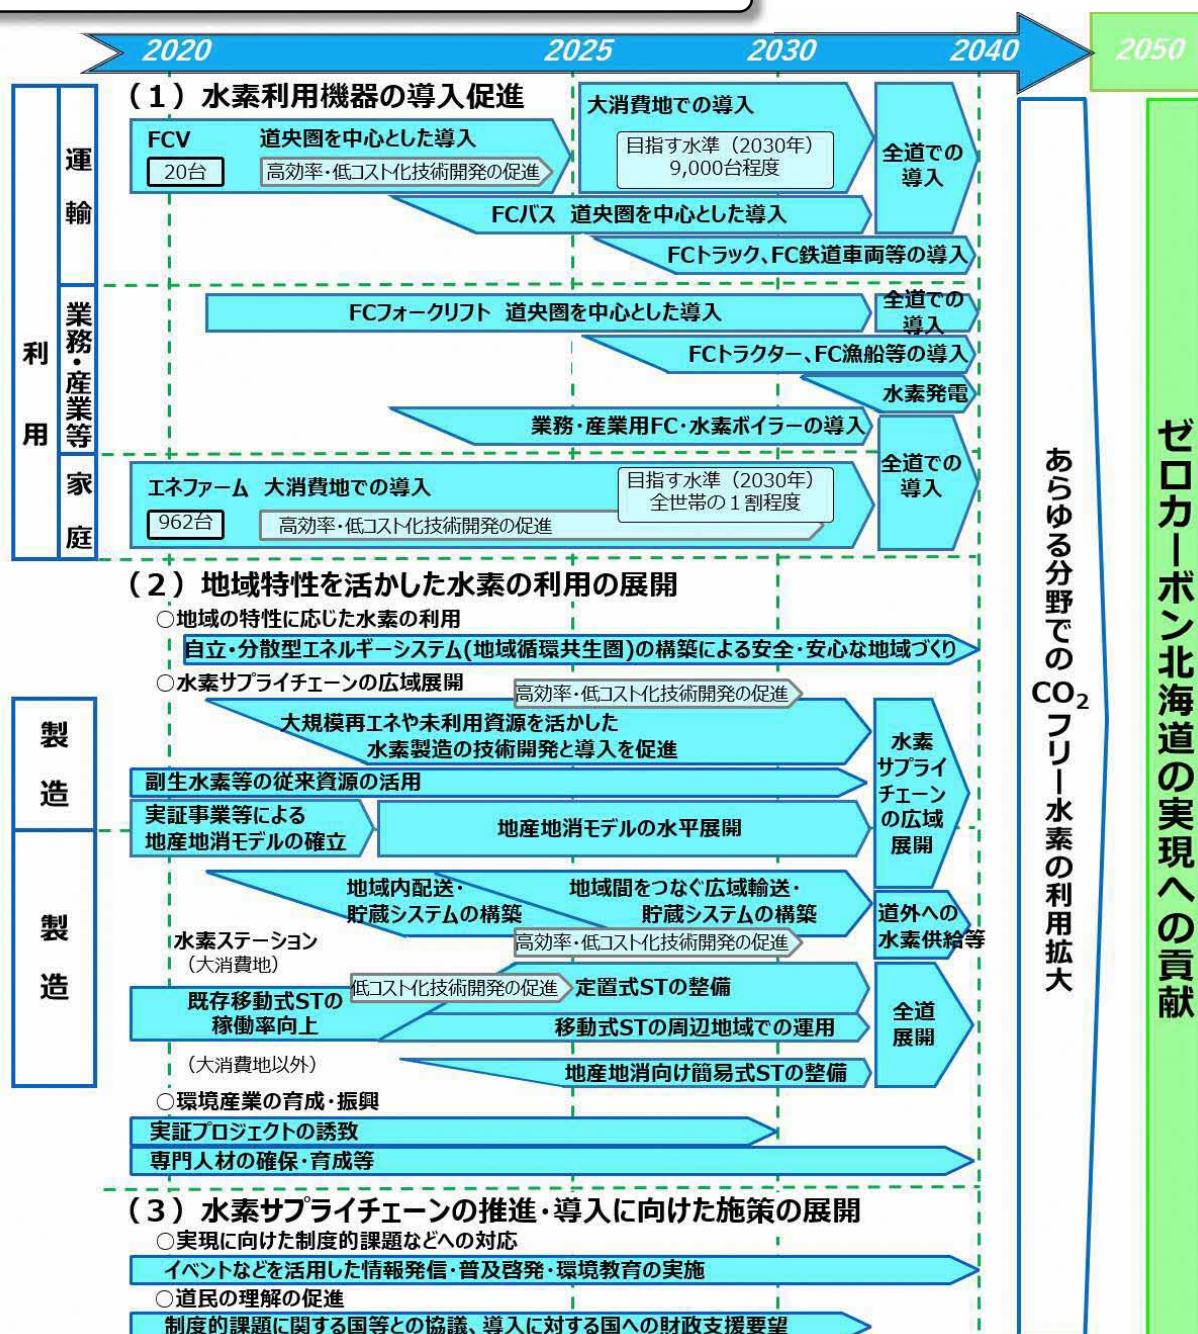 2020
2025
2030
2040
2050
（1）水素利用機器の導入促進
利用
運輸
FCV 道央圏を中心とした導入
20台
高効率・低コスト化技術開発の促進
大消費地での導入
目指す水準（2030年）
9,000台程度
全道での
導入
FCバス 道央圏を中心とした導入
FCトラック、FC鉄道車両等の導入
業務・産業等
FCフォークリフト 道央圏を中心とした導入
全道での
導入
FCトラクター、FC漁船等の導入
水素発電
業務・産業用FC・水素ボイラーの導入
家庭
エネファーム 大消費地での導入
962台
高効率・低コスト化技術開発の促進
目指す水準（2030年）
全世帯の１割程度
全道での
導入
（2）地域特性を活かした水素の利用の展開
○地域の特性に応じた水素の利用
自立・分散型エネルギーシステム(地域循環共生圏)の構築による安全・安心な地域づくり
○水素サプライチェーンの広域展開
高効率・低コスト化技術開発の促進
製造
大規模再エネや未利用資源を活かした
水素製造の技術開発と導入を促進
副生水素等の従来資源の活用
実証事業等による
地産地消モデルの確立
地産地消モデルの水平展開
水素
サプライ
チェーン
の広域
展開
製造
地域内配送・
貯蔵システムの構築
地域間をつなぐ広域輸送・
貯蔵システムの構築
道外への
水素供給等
高効率・低コスト化技術開発の促進
水素ステーション
（大消費地）
低コスト化技術開発の促進
既存移動式STの
稼働率向上
定置式STの整備
移動式STの周辺地域での運用
全道
展開
（大消費地以外）
地産地消向け簡易式STの整備
○環境産業の育成・振興
実証プロジェクトの誘致
専門人材の確保・育成等
（3）水素サプライチェーンの推進・導入に向けた施策の展開
○実現に向けた制度的課題などへの対応
イベントなどを活用した情報発信・普及啓発・環境教育の実施
○道民の理解の促進
制度的課題に関する国等との協議、導入に対する国への財政支援要望
あらゆる分野でのCO2フリー水素の利用拡大
ゼロカーボン北海道の実現への貢献